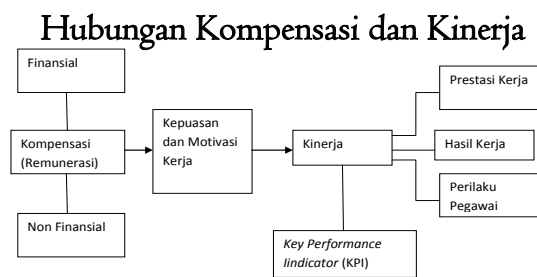 Hubungan Kompensasi dan Kinerja
Finansial
Kompensasi
(Remunerasi)
Non Finansial
Kepuasan
dan Motivasi
Kerja
Kinerja
Key Performance
Iindicator (KPI)
Prestasi Kerja
Hasil Kerja
Perilaku
Pegawai